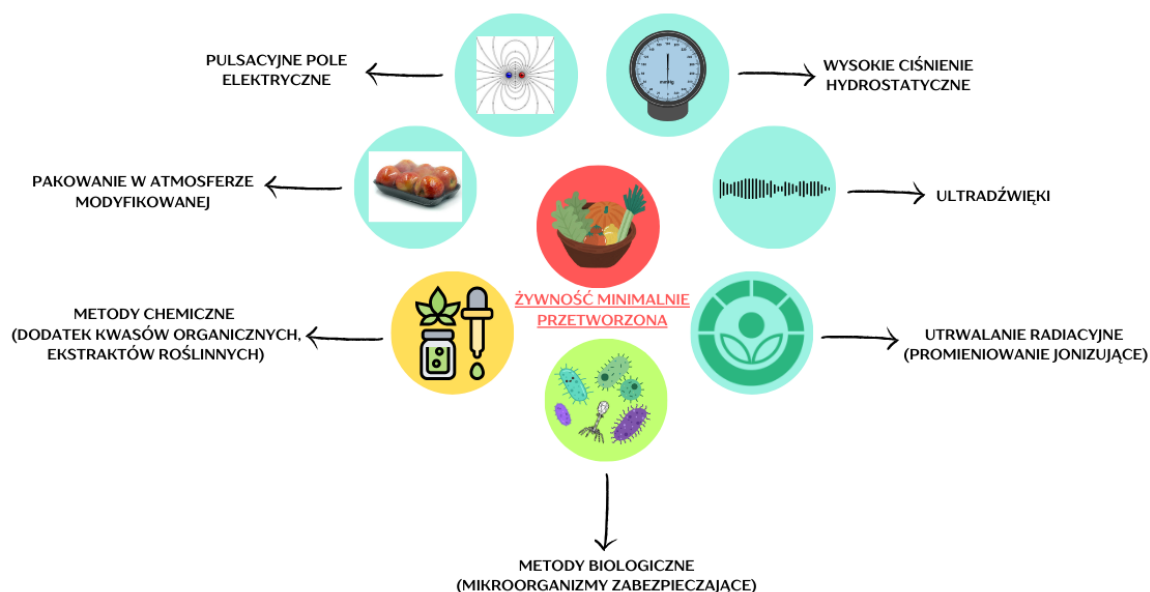 PULSACYJNE POLE
ELEKTRYCZNE
WYSOKIE CIŚNIENIE
HYDROSTATYCZNE
PAKOWANIE W ATMOSFERZE
MODYFIKOWANEJ
ULTRADŹWIĘKI
ŻYWNOŚĆ MINIMALNIE
PRZETWORZONA
METODY CHEMICZNE
(DODATEK KWASÓW ORGANICZNYCH,
EKSTRAKTÓW ROŚLINNYCH)
UTRWALANIE RADIACYJNE
(PROMIENIOWANIE JONIZUJĄCE)
METODY BIOLOGICZNE
(MIKROORGANIZMY ZABEZPIECZAJĄCE)